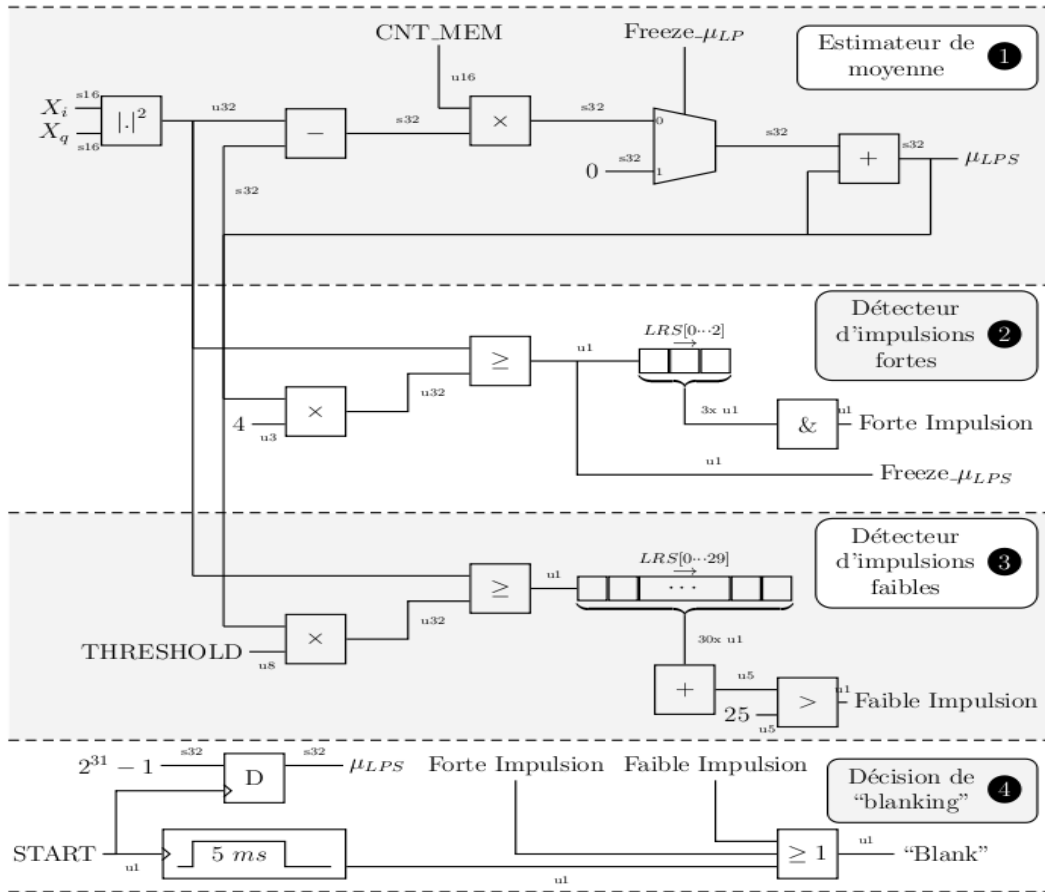 CNT_MEM
Freeze_μLP
Estimateur de
moyenne
1
u16
Xi
s16
Xq
s16
|.|²
u32
−
s32
×
s32
0
s32
0
1
s32
+
s32
μLPS
s32
Détecteur
d'impulsions
fortes
2
LRS[0···2]
→
≥
u1
×
u32
4
u3
3x u1
&
u1
Forte Impulsion
u1
Freeze_μLPS
Détecteur
d'impulsions
faibles
3
LRS[0···29]
→
≥
u1
···
×
u32
THRESHOLD
u8
30x u1
+
u5
25
u5
>
u1
Faible Impulsion
2³¹ − 1
s32
D
s32
μLPS
Forte Impulsion
Faible Impulsion
Décision de
“blanking”
4
START
u1
5 ms
u1
≥ 1
u1
“Blank”